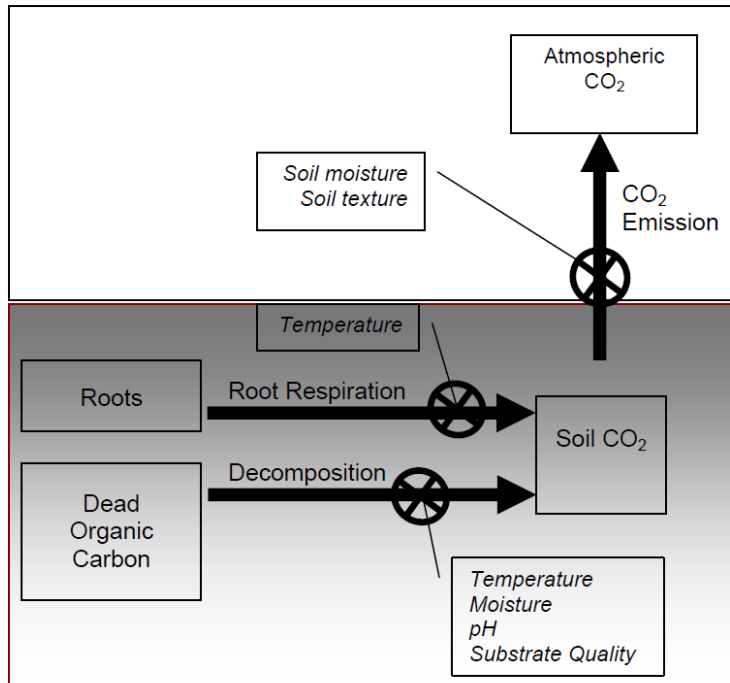 Atmospheric
CO₂
Soil moisture
Soil texture
CO₂
Emission
Temperature
Roots
Root Respiration
Soil CO₂
Decomposition
Dead
Organic
Carbon
Temperature
Moisture
pH
Substrate Quality